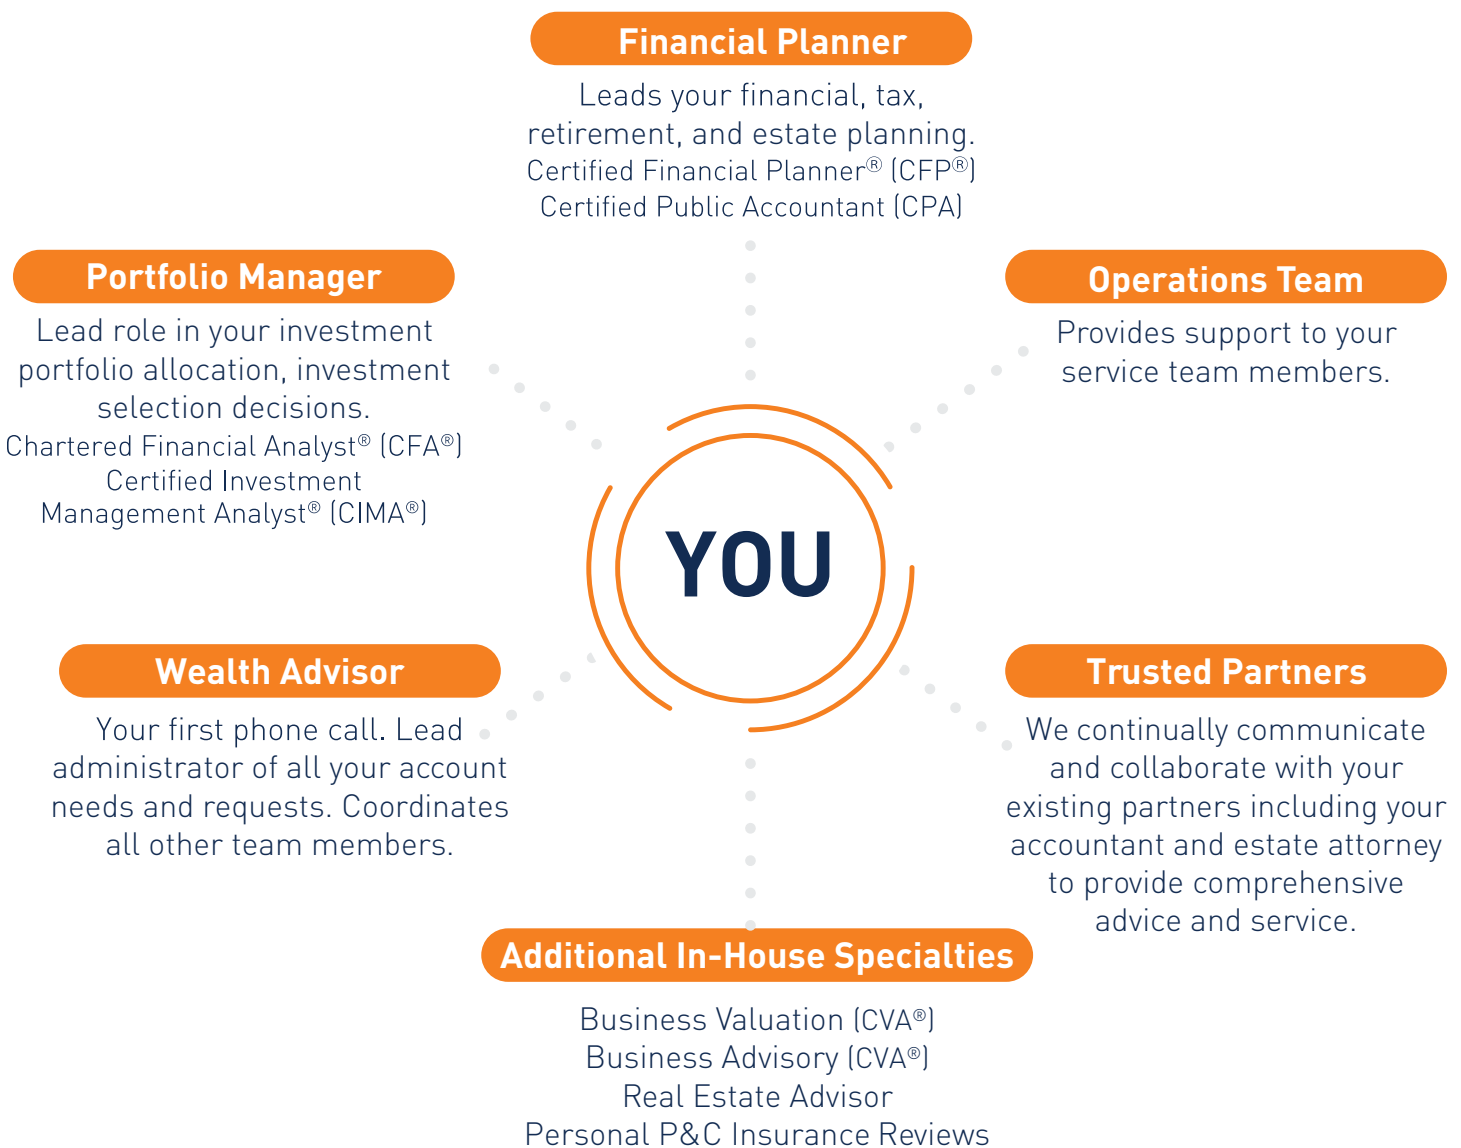 Financial Planner
Leads your financial, tax,
retirement, and estate planning.
Certified Financial Planner® (CFP®)
Certified Public Accountant (CPA)
Portfolio Manager
Lead role in your investment
portfolio allocation, investment
selection decisions.
Chartered Financial Analyst® (CFA®)
Certified Investment
Management Analyst® (CIMA®)
Operations Team
Provides support to your
service team members.
YOU
Wealth Advisor
Your first phone call. Lead
administrator of all your account
needs and requests. Coordinates
all other team members.
Trusted Partners
We continually communicate
and collaborate with your
existing partners including your
accountant and estate attorney
to provide comprehensive
advice and service.
Additional In-House Specialties
Business Valuation (CVA®)
Business Advisory (CVA®)
Real Estate Advisor
Personal P&C Insurance Reviews